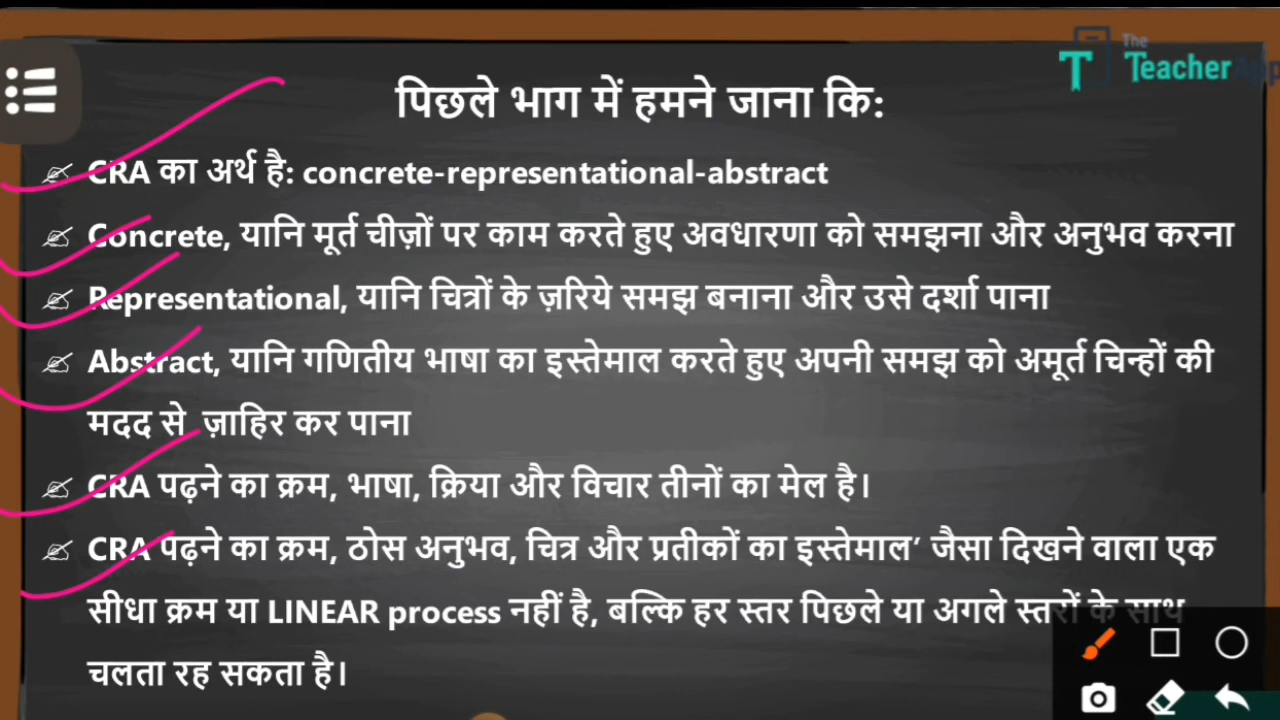 The
T Teacher App
पिछले भाग में हमने जाना कि:
CRA का अर्थ है: concrete-representational-abstract
Concrete, यानि मूर्त चीज़ों पर काम करते हुए अवधारणा को समझना और अनुभव करना
Representational, यानि चित्रों के ज़रिये समझ बनाना और उसे दर्शा पाना
Abstract, यानि गणितीय भाषा का इस्तेमाल करते हुए अपनी समझ को अमूर्त चिन्हों की
मदद से ज़ाहिर कर पाना
CRA पढ़ने का क्रम, भाषा, क्रिया और विचार तीनों का मेल है।
CRA पढ़ने का क्रम, ठोस अनुभव, चित्र और प्रतीकों का इस्तेमाल’ जैसा दिखने वाला एक
सीधा क्रम या LINEAR process नहीं है, बल्कि हर स्तर पिछले या अगले स्तरों के साथ
चलता रह सकता है।